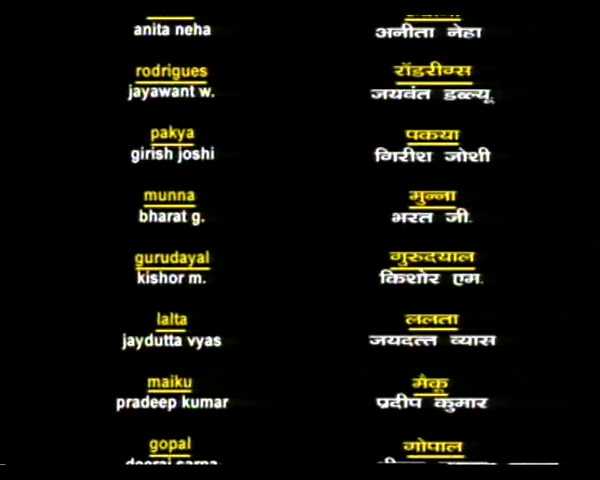 anita neha
अनीता नेहा
rodrigues
रॉडरीग्स
jayawant w.
जयवंत डब्ल्यू.
pakya
पकया
girish joshi
गिरीश जोशी
munna
मुन्ना
bharat g.
भरत जी.
gurudayal
गुरुदयाल
kishor m.
किशोर एम.
lalta
ललता
jaydutta vyas
जयदत्त व्यास
maiku
मैकू
pradeep kumar
प्रदीप कुमार
gopal
गोपाल